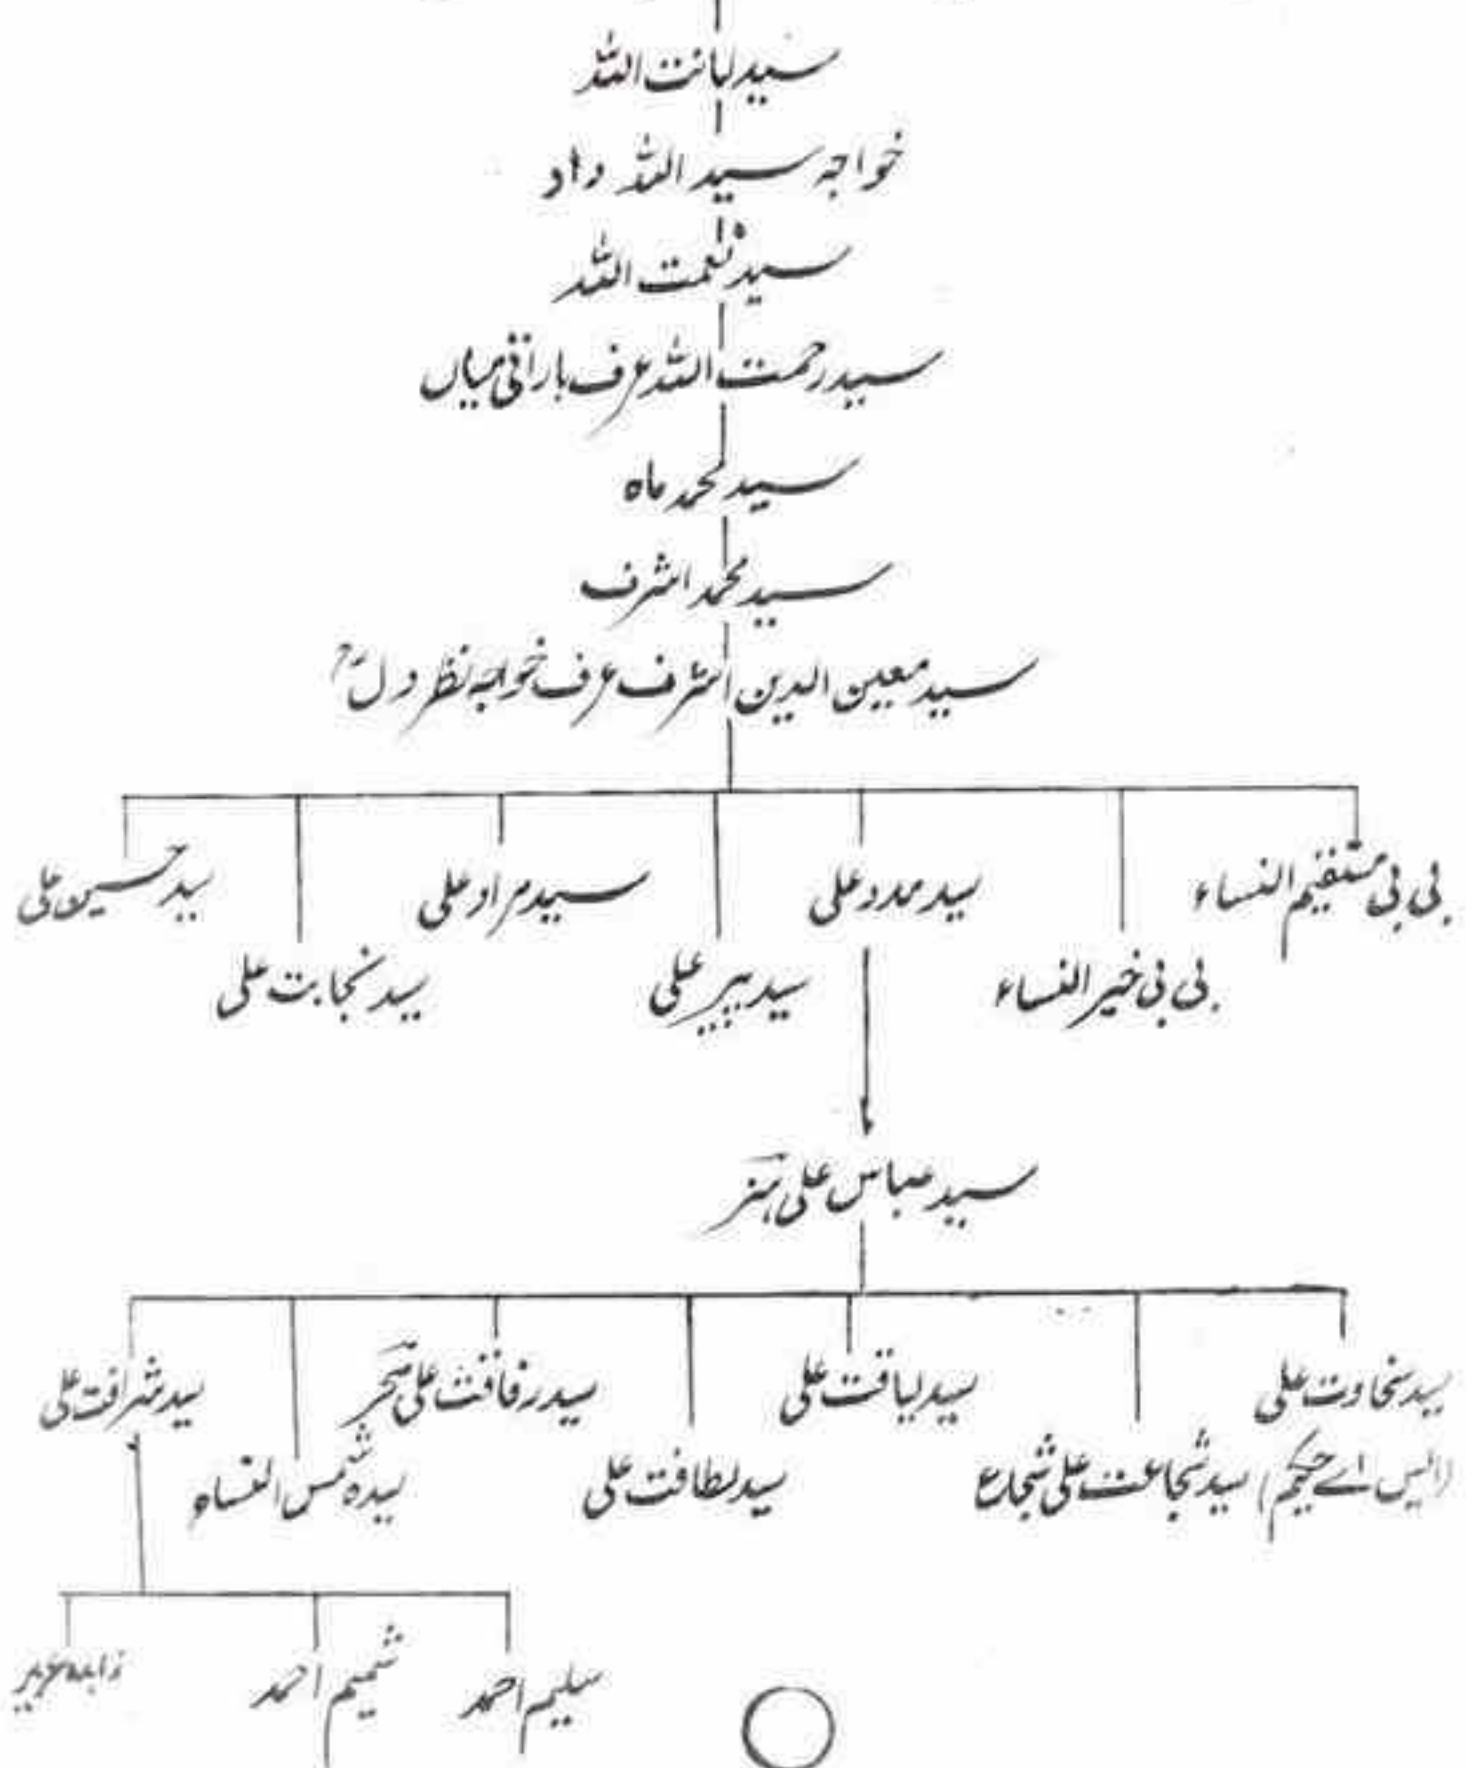 سید امانت اللہ
خواجہ سید اللہ داد
سید نعمت اللہ
سید رحمت اللہ عرف باراتی میاں
سید محمد ماہ
سید محمد اشرف
سید معین الدین اشرف عرف خواجہ نظر دلؒ
بی بی مستقیم النساء
سید مدد علی
سید مراد علی
سید حسین علی
بی بی خیر النساء
سید ببر علی
سید نجابت علی
سید عباس علی ہنر
سید سخاوت علی
سید لیاقت علی
سید رفاقت علی سحر
سید شرافت علی
(ایس اے حکیم) سید شجاعت علی شجاع
سید لطافت علی
سیدہ شمس النساء
سلیم احمد
شمیم احمد